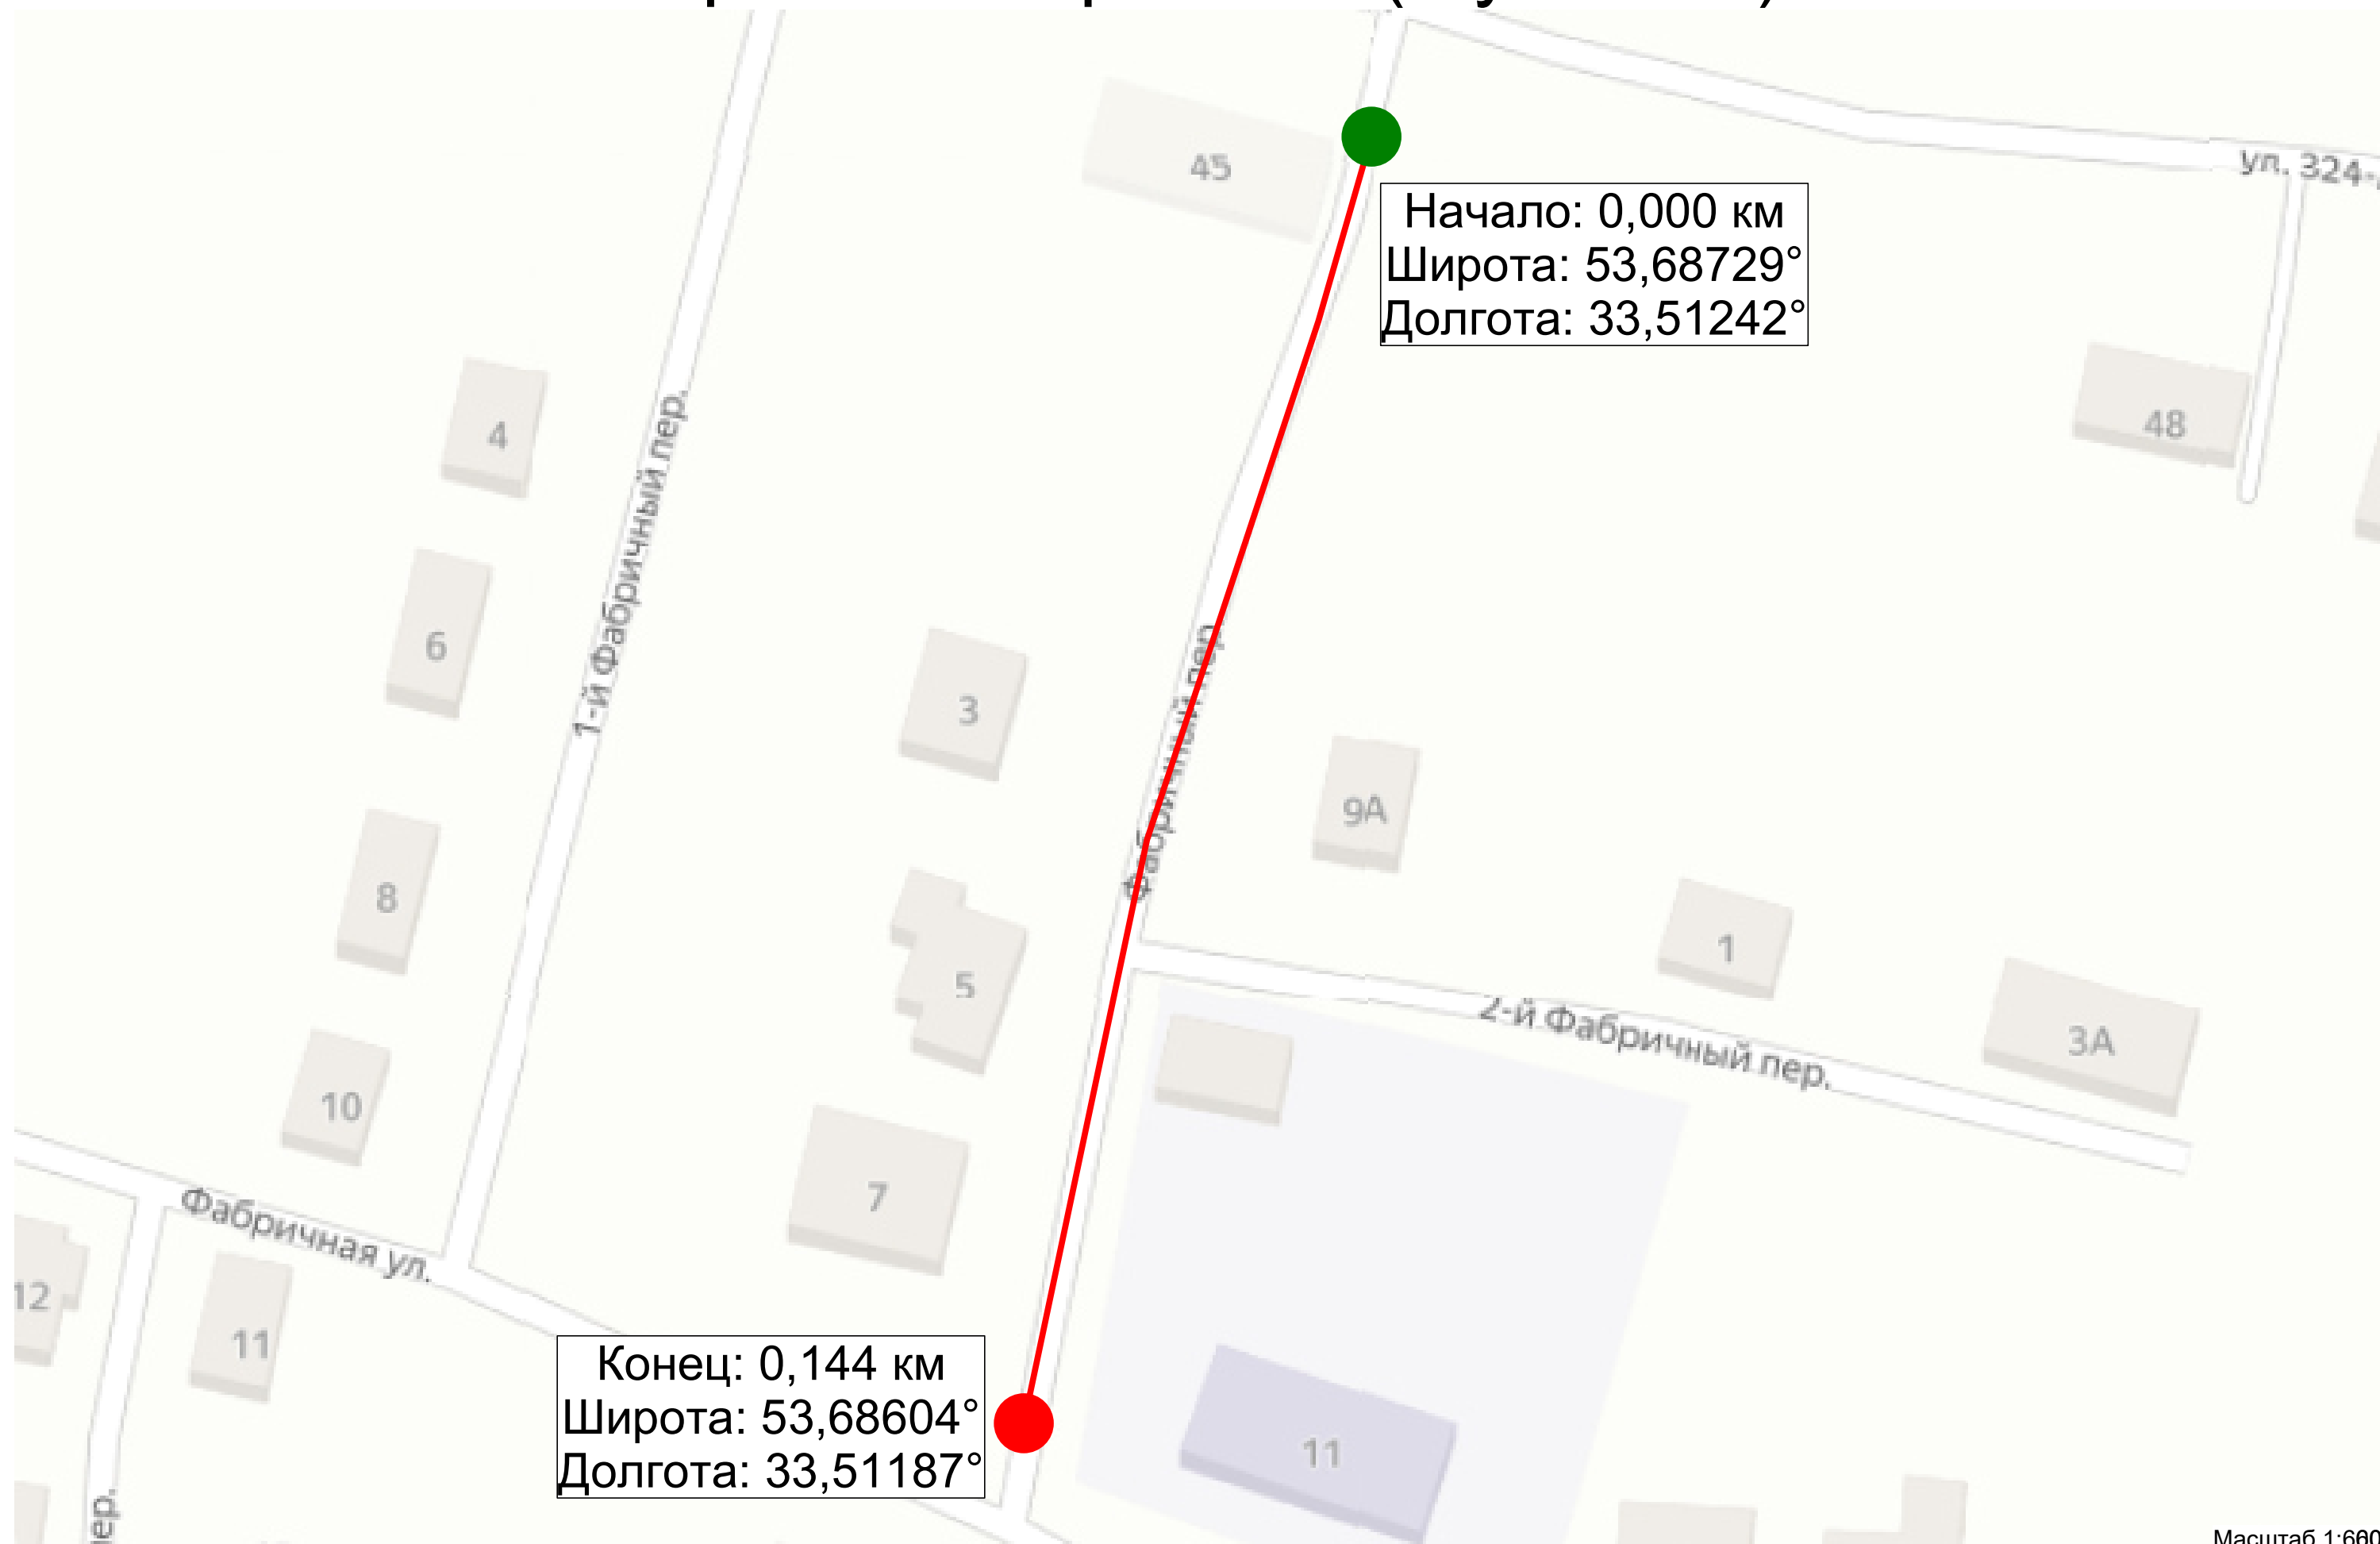 45
ул. 324-
Начало: 0,000 км
Широта: 53,68729°
Долгота: 33,51242°
4
48
1-й Фабричный пер.
6
3
Фабричный пер.
9А
8
5
1
2-й Фабричный пер.
3А
10
7
Фабричная ул.
12
11
Конец: 0,144 км
Широта: 53,68604°
Долгота: 33,51187°
11
пер.
Масштаб